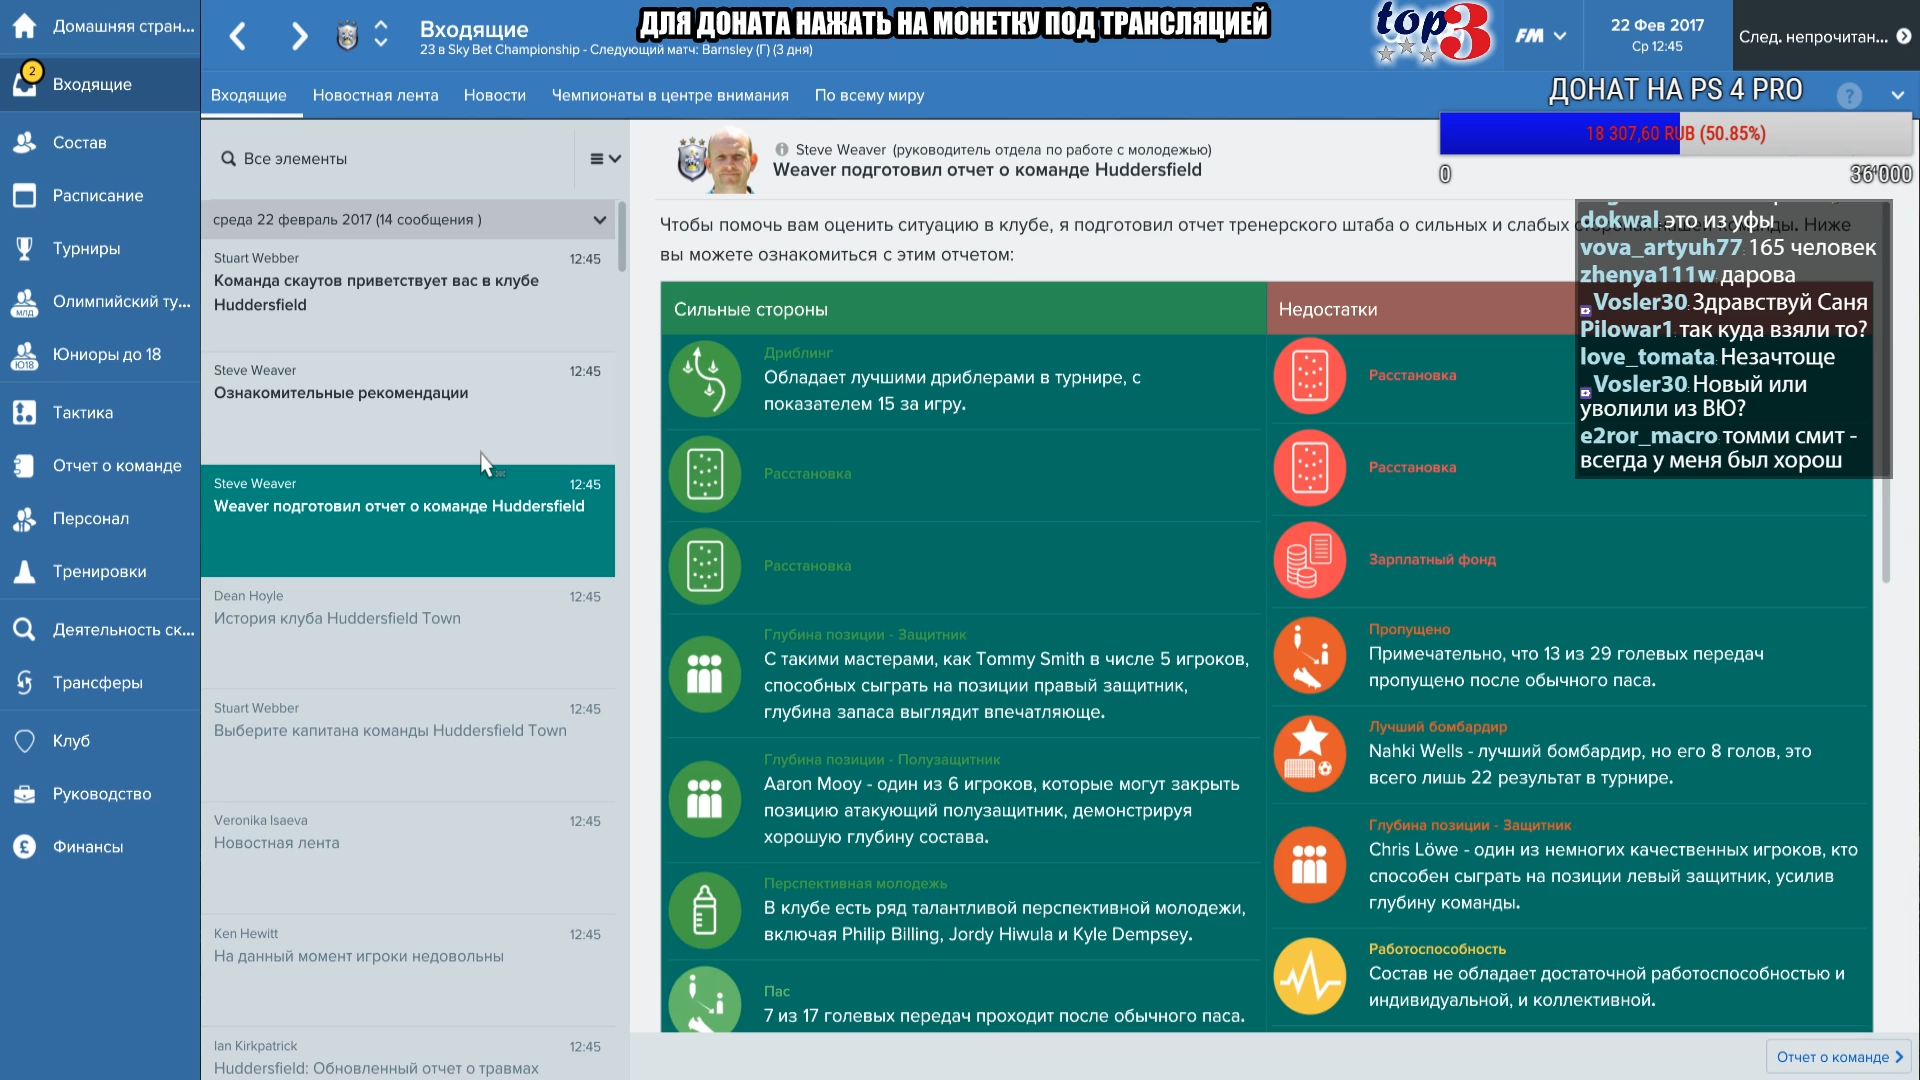 Домашняя стран...
Входящие
23 в Sky Bet Championship - Следующий матч: Barnsley (Г) (3 дня)
ДЛЯ ДОНАТА НАЖАТЬ НА МОНЕТКУ ПОД ТРАНСЛЯЦИЕЙ
top3
FM
22 Фев 2017
Ср 12:45
След. непрочитан...
2
Входящие
Входящие
Новостная лента
Новости
Чемпионаты в центре внимания
По всему миру
ДОНАТ НА PS 4 PRO
?
18 307,60 RUB (50.85%)
0
36 000
Состав
Расписание
Турниры
Олимпийский ту...
МЛД
Юниоры до 18
Ю18
Тактика
Отчет о команде
Персонал
Тренировки
Деятельность ск...
Трансферы
Клуб
Руководство
Финансы
Все элементы
среда 22 февраль 2017 (14 сообщения )
Stuart Webber
12:45
Команда скаутов приветствует вас в клубе
Huddersfield
Steve Weaver
12:45
Ознакомительные рекомендации
Steve Weaver
12:45
Weaver подготовил отчет о команде Huddersfield
Dean Hoyle
12:45
История клуба Huddersfield Town
Stuart Webber
12:45
Выберите капитана команды Huddersfield Town
Veronika Isaeva
12:45
Новостная лента
Ken Hewitt
12:45
На данный момент игроки недовольны
Ian Kirkpatrick
12:45
Huddersfield: Обновленный отчет о травмах
Steve Weaver (руководитель отдела по работе с молодежью)
Weaver подготовил отчет о команде Huddersfield
Чтобы помочь вам оценить ситуацию в клубе, я подготовил отчет тренерского штаба о сильных и слабых сторонах нашей команды. Ниже
вы можете ознакомиться с этим отчетом:
Сильные стороны
Дриблинг
Обладает лучшими дриблерами в турнире, с
показателем 15 за игру.
Расстановка
Расстановка
Глубина позиции - Защитник
С такими мастерами, как Tommy Smith в числе 5 игроков,
способных сыграть на позиции правый защитник,
глубина запаса выглядит впечатляюще.
Глубина позиции - Полузащитник
Aaron Mooy - один из 6 игроков, которые могут закрыть
позицию атакующий полузащитник, демонстрируя
хорошую глубину состава.
Перспективная молодежь
В клубе есть ряд талантливой перспективной молодежи,
включая Philip Billing, Jordy Hiwula и Kyle Dempsey.
Пас
7 из 17 голевых передач проходит после обычного паса.
Недостатки
Расстановка
Расстановка
Зарплатный фонд
Пропущено
Примечательно, что 13 из 29 голевых передач
пропущено после обычного паса.
Лучший бомбардир
Nahki Wells - лучший бомбардир, но его 8 голов, это
всего лишь 22 результат в турнире.
Глубина позиции - Защитник
Chris Löwe - один из немногих качественных игроков, кто
способен сыграть на позиции левый защитник, усилив
глубину команды.
Работоспособность
Состав не обладает достаточной работоспособностью и
индивидуальной, и коллективной.
dokwal: это из уфы
vova_artyuh77: 165 человек
zhenya111w: дарова
Vosler30: Здравствуй Саня
Pilowar1: так куда взяли то?
love_tomata: Незачтоще
Vosler30: Новый или
уволили из ВЮ?
e2ror_macro: томми смит -
всегда у меня был хорош
Отчет о команде